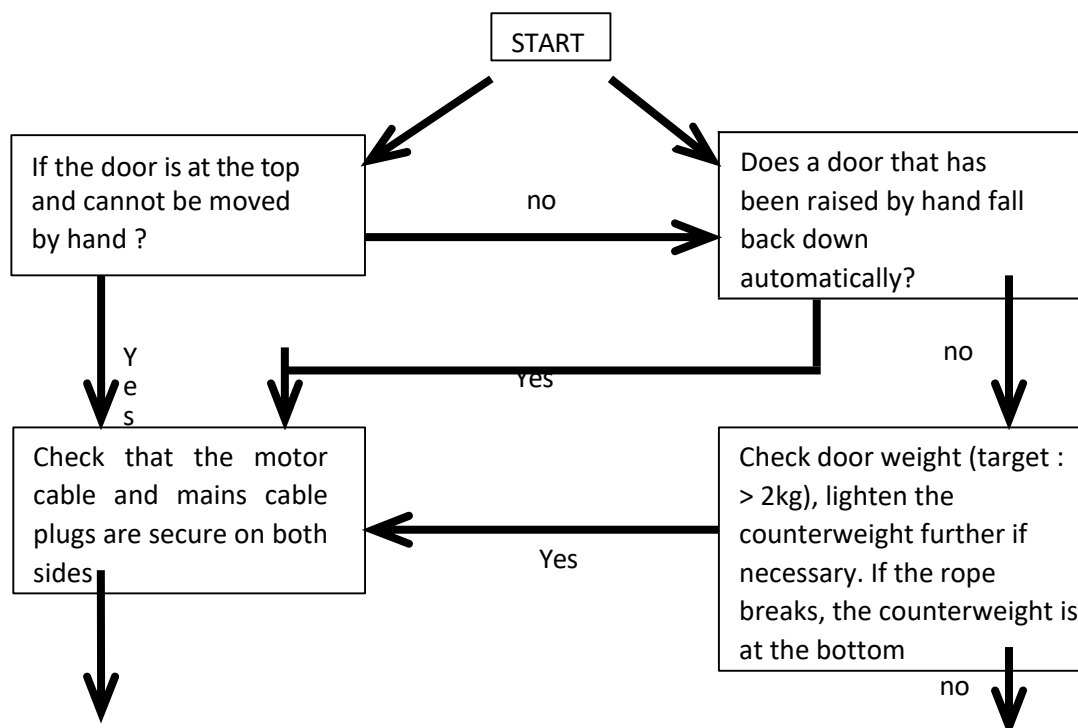 START
If the door is at the top
and cannot be moved
by hand ?
no
Does a door that has
been raised by hand fall
back down
automatically?
Yes
Yes
no
Check that the motor
cable and mains cable
plugs are secure on both
sides
Yes
Check door weight (target :
> 2kg), lighten the
counterweight further if
necessary. If the rope
breaks, the counterweight is
at the bottom
no